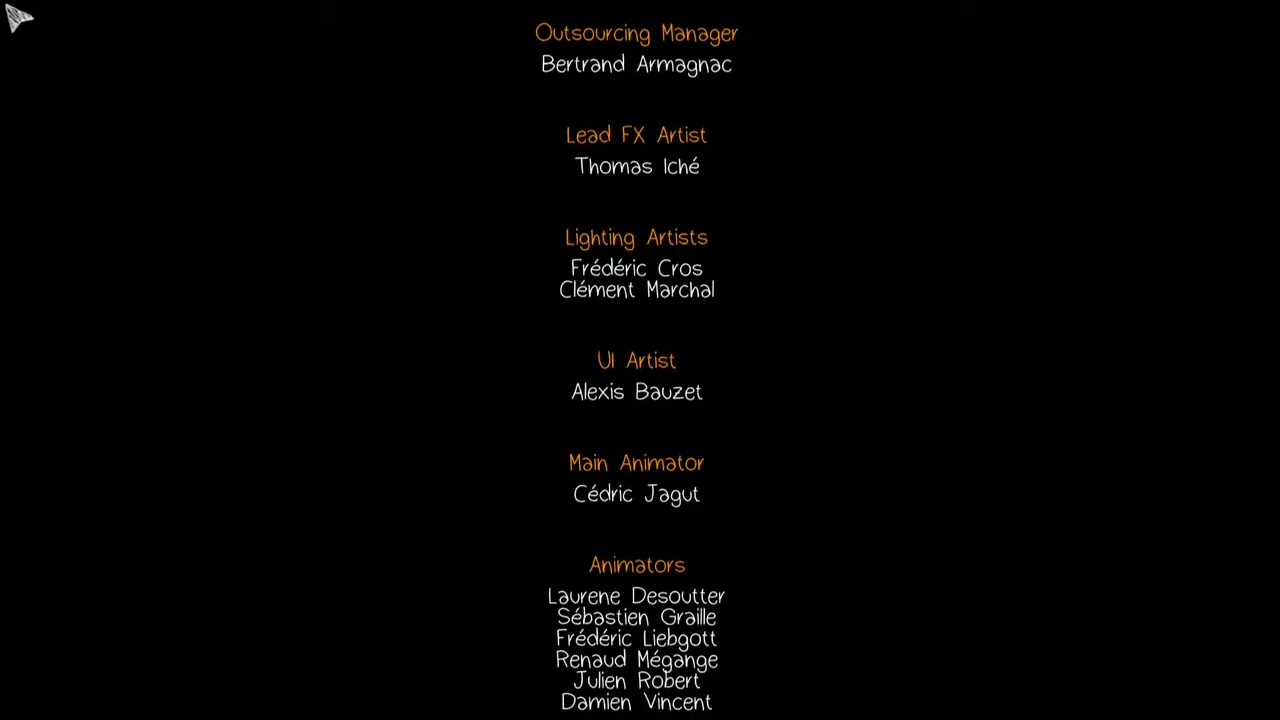 Outsourcing Manager
Bertrand Armagnac
Lead FX Artist
Thomas Iché
Lighting Artists
Frédéric Cros
Clément Marchal
UI Artist
Alexis Bauzet
Main Animator
Cédric Jagut
Animators
Laurene Desoutter
Sébastien Graille
Frédéric Liebgott
Renaud Mégange
Julien Robert
Damien Vincent